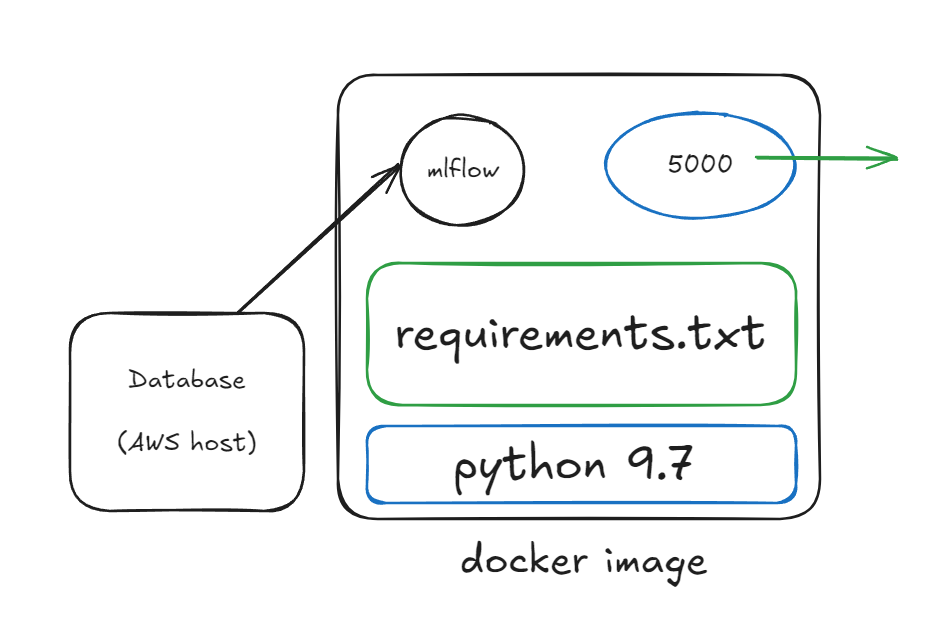 mlflow
5000
requirements.txt
Database
(AWS host)
python 9.7
docker image